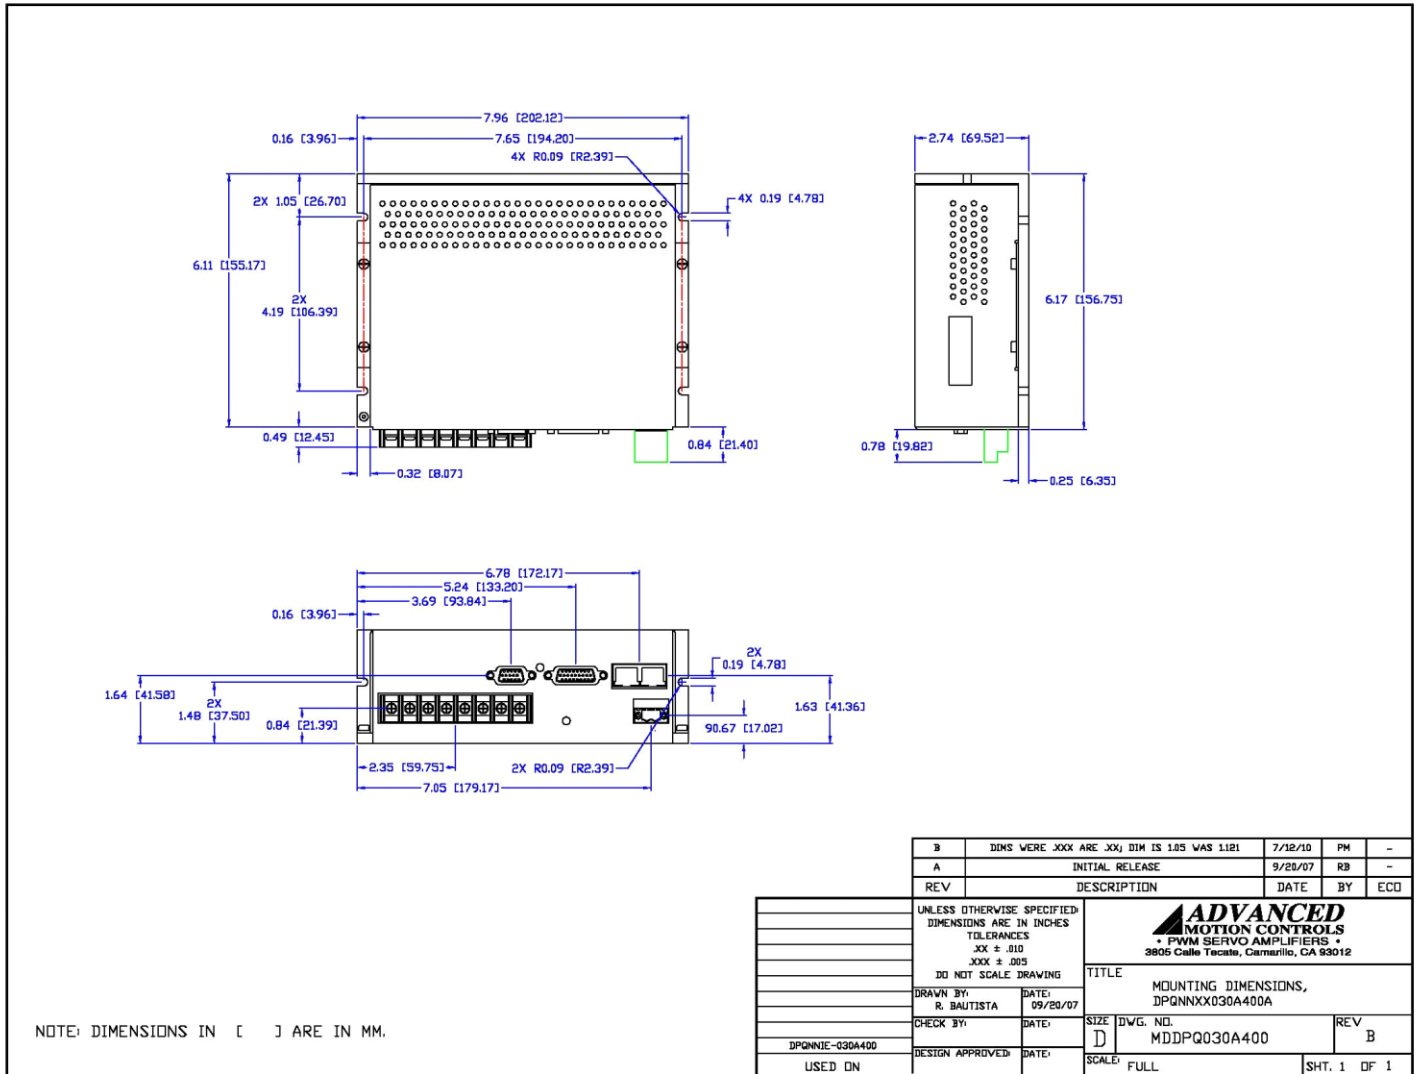 7.96 [202.12]
0.16 [3.96]
7.65 [194.20]
4X R0.09 [R2.39]
2X 1.05 [26.70]
4X 0.19 [4.78]
6.11 [155.17]
2X
4.19 [106.39]
0.49 [12.45]
0.84 [21.40]
0.32 [8.07]
2.74 [69.52]
6.17 [156.75]
0.78 [19.82]
0.25 [6.35]
6.78 [172.17]
5.24 [133.20]
3.69 [93.84]
0.16 [3.96]
2X
0.19 [4.78]
1.64 [41.58]
2X
1.48 [37.50]
0.84 [21.39]
1.63 [41.36]
90.67 [17.02]
2.35 [59.75]
2X R0.09 [R2.39]
7.05 [179.17]
NOTE: DIMENSIONS IN [ ] ARE IN MM.
B DIMS WERE .XXX ARE .XX; DIM IS 1.05 WAS 1.121 7/12/10 PM -
A INITIAL RELEASE 9/20/07 RB -
REV DESCRIPTION DATE BY ECO
UNLESS OTHERWISE SPECIFIED:
DIMENSIONS ARE IN INCHES
TOLERANCES
.XX ± .010
.XXX ± .005
DO NOT SCALE DRAWING
ADVANCED
MOTION CONTROLS
• PWM SERVO AMPLIFIERS •
3805 Calle Tecate, Camarillo, CA 93012
TITLE
MOUNTING DIMENSIONS,
DPQNNXX030A400A
DRAWN BY: DATE:
R. BAUTISTA 09/20/07
CHECK BY: DATE:
SIZE DWG. NO. REV
D MDDPQ030A400 B
DPQNNIE-030A400
DESIGN APPROVED: DATE:
USED ON
SCALE: FULL SHT. 1 OF 1